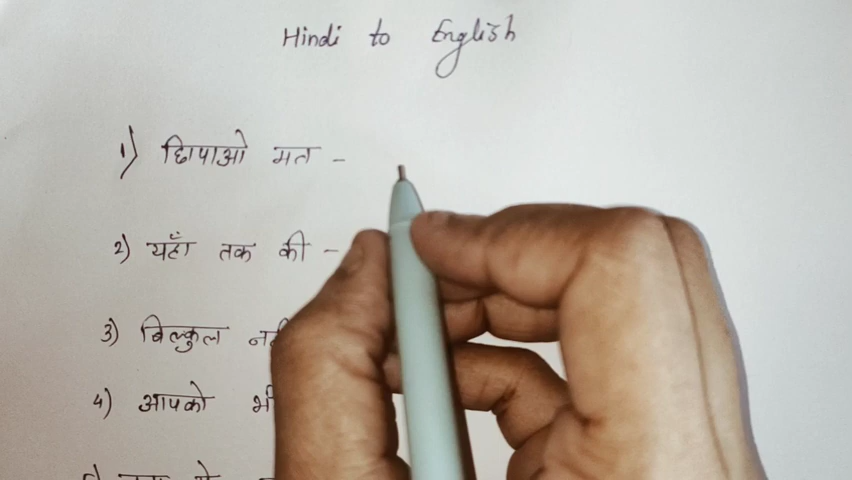 Hindi to English
1) छिपाओ मत -
2) यहाँ तक की -
3) बिल्कुल
4) आपको भी